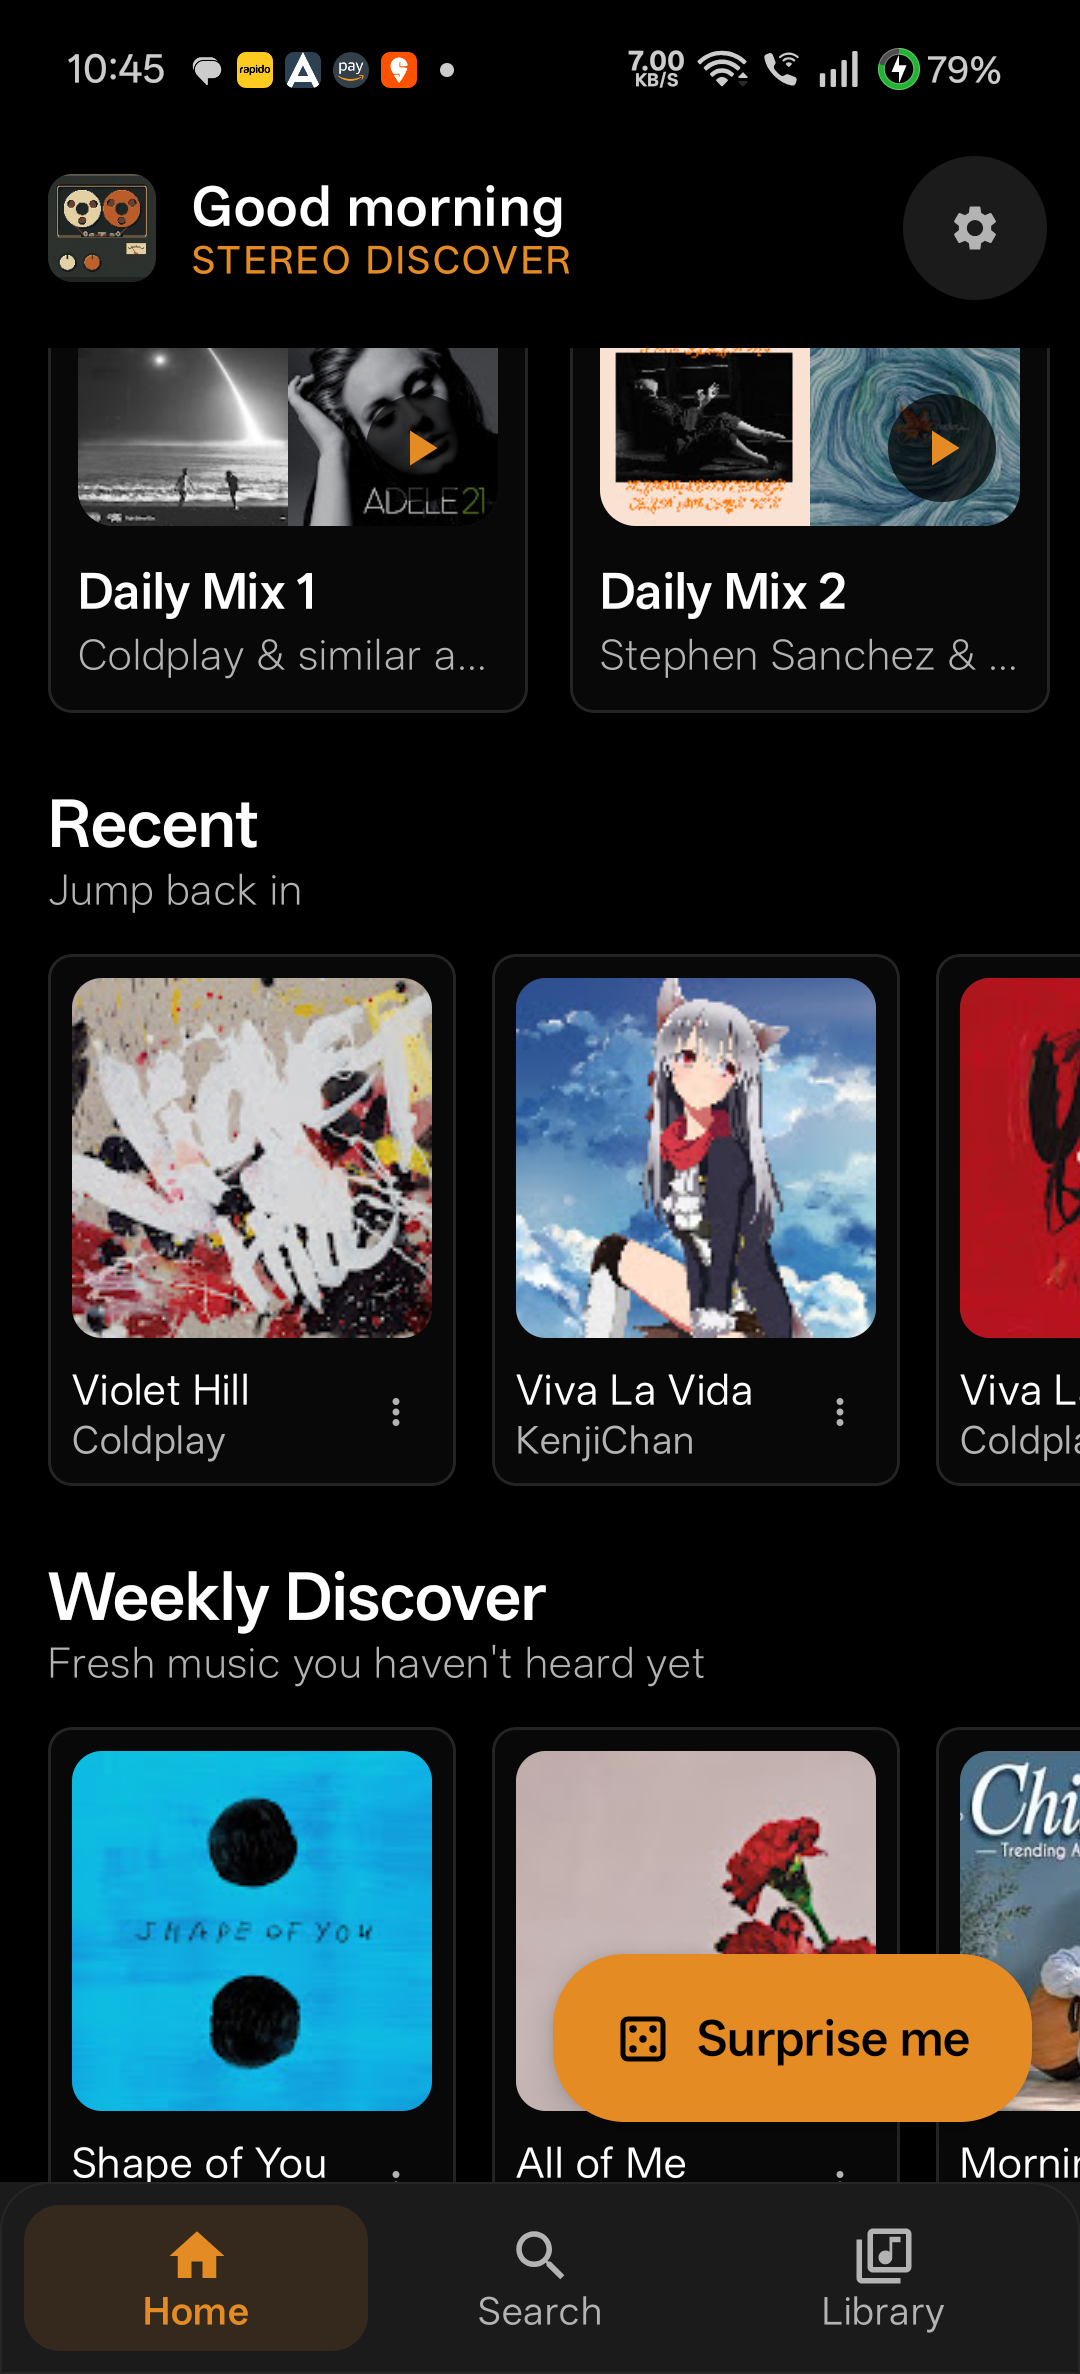 10:45
rapido
pay
7.00
KB/S
79%
Good morning
STEREO DISCOVER
ADELE 21
Daily Mix 1
Coldplay & similar a...
Daily Mix 2
Stephen Sanchez & ...
Recent
Jump back in
Violet Hill
Coldplay
Viva La Vida
KenjiChan
Viva L
Coldpla
Weekly Discover
Fresh music you haven't heard yet
SHAPE OF YOU
Chi
Trending A
Surprise me
Shape of You
All of Me
Mornin
Home
Search
Library